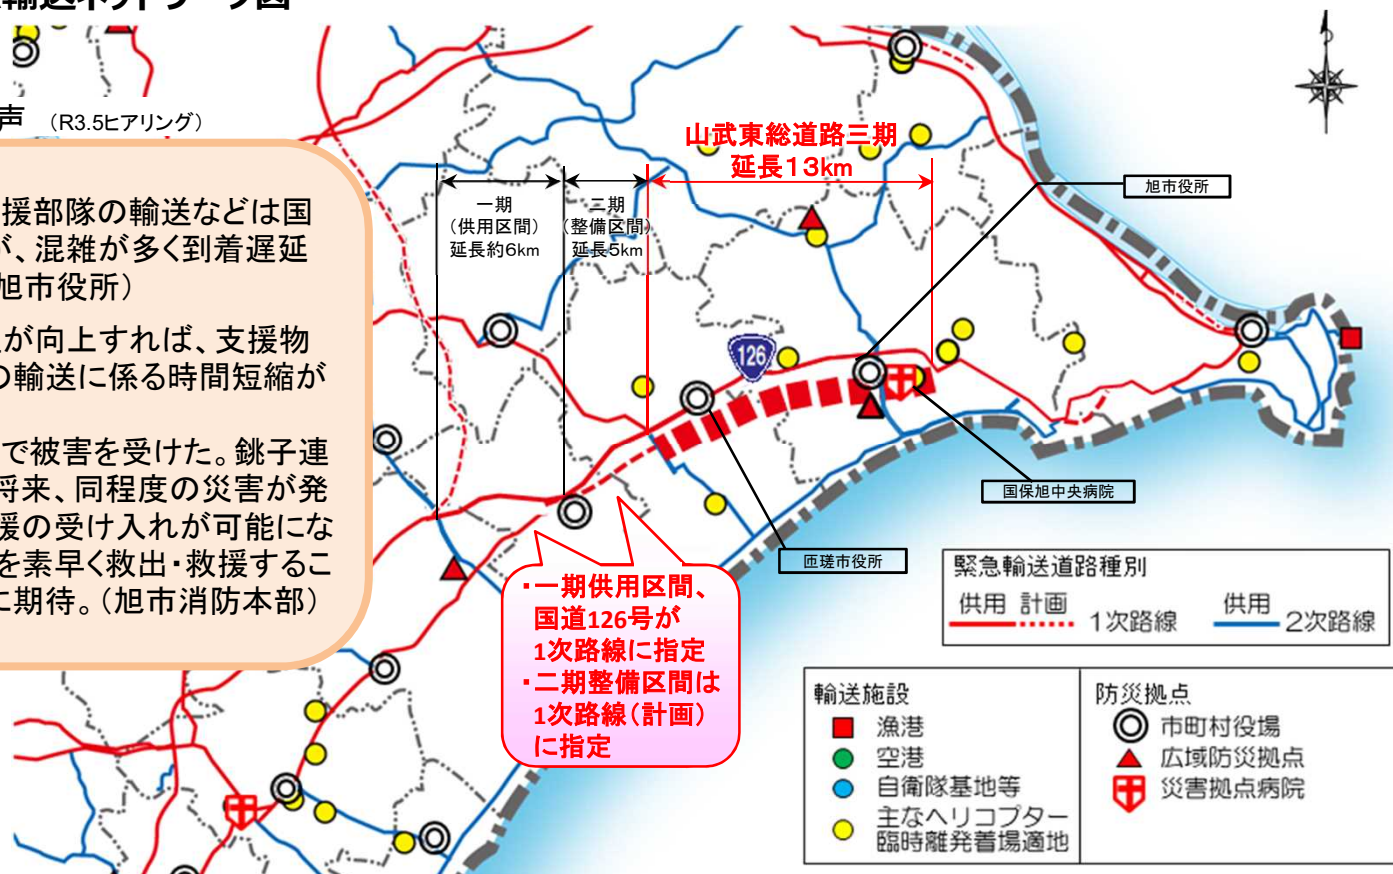 輸送ネットワーク図
声 (R3.5ヒアリング)
援部隊の輸送などは国
が、混雑が多く到着遅延
旭市役所)
が向上すれば、支援物
の輸送に係る時間短縮が
で被害を受けた。銚子連
将来、同程度の災害が発
援の受け入れが可能にな
を素早く救出・救援するこ
に期待。(旭市消防本部)
山武東総道路三期
延長13km
一期
(供用区間)
延長約6km
二期
(整備区間)
延長5km
旭市役所
126
国保旭中央病院
匝瑳市役所
・一期供用区間、
国道126号が
1次路線に指定
・二期整備区間は
1次路線(計画)
に指定
緊急輸送道路種別
供用 計画 1次路線 供用 2次路線
輸送施設
漁港
空港
自衛隊基地等
主なヘリコプター
臨時離発着場適地
防災拠点
市町村役場
広域防災拠点
災害拠点病院